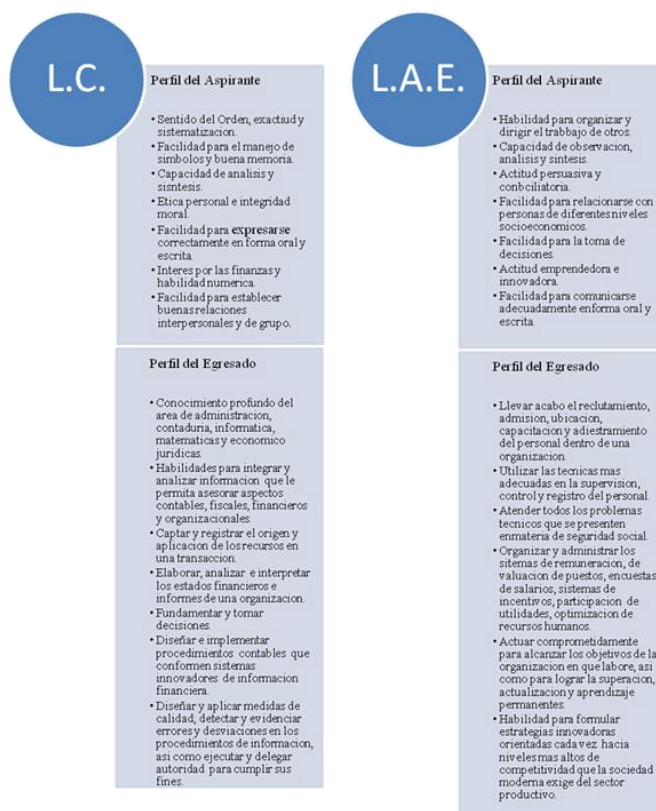 L.C.
Perfil del Aspirante
• Sentido del Orden, exactiud y
sistematizacion.
• Facilidad para el manejo de
simbolos y buena memoria.
• Capacidad de analisis y
sisntesis.
• Etica personal e integridad
moral.
• Facilidad para expresarse
correctamente en forma oral y
escrita.
• Interes por las finanzas y
habilidad numerica.
• Facilidad para establecer
buenas relaciones
interpersonales y de grupo.
Perfil del Egresado
• Conocimiento profundo del
area de administracion,
contaduria, informatica,
matematicas y economico
juridicas.
• Habilidades para integrar y
analizar informacion que le
permita asesorar aspectos
contables, fiscales, financieros
y organizacionales.
• Captar y registrar el origen y
aplicacion de los recursos en
una transaccion.
• Elaborar, analizar e interpretar
los estados financieros e
informes de una organizacion.
• Fundamentar y tomar
decisiones.
• Diseñar e implementar
procedimientos contables que
conformen sistemas
innovadores de informacion
financiera.
• Diseñar y aplicar medidas de
calidad, detectar y evidenciar
errores y desviaciones en los
procedimientos de informacion,
asi como ejecutar y delegar
autoridad para cumplir sus
fines.
L.A.E.
Perfil del Aspirante
• Habilidad para organizar y
dirigir el trabbajo de otros.
• Capacidad de observacion,
analisis y sintesis.
• Actitud persuasiva y
conbciliatoria.
• Facilidad para relacionarse con
personas de diferentes niveles
socioeconomicos.
• Facilidad para la toma de
decisiones.
• Actitud emprendedora e
innovadora.
• Facilidad para comunicarse
adecuadamente enforma oral y
escrita.
Perfil del Egresado
• Llevar acabo el reclutamiento,
admision, ubicacion,
capacitacion y adiestramiento
del personal dentro de una
organizacion.
• Utilizar las tecnicas mas
adecuadas en la supervision,
control y registro del personal.
• Atender todos los problemas
tecnicos que se presenten
enmateria de seguridad social.
• Organizar y administrar los
sitemas de remuneracion, de
valuacion de puestos, encuestas
de salarios, sistemas de
incentivos, participacion de
utilidades, optimizacion de
recursos humanos.
• Actuar comprometidamente
para alcanzar los objetivos de la
organizacion en que labore, asi
como para lograr la superacion,
actualizacion y aprendizaje
permanentes.
• Habilidad para formular
estrategias innovadoras
orientadas cada vez hacia
niveles mas altos de
competitividad que la sociedad
moderna exige del sector
productivo.